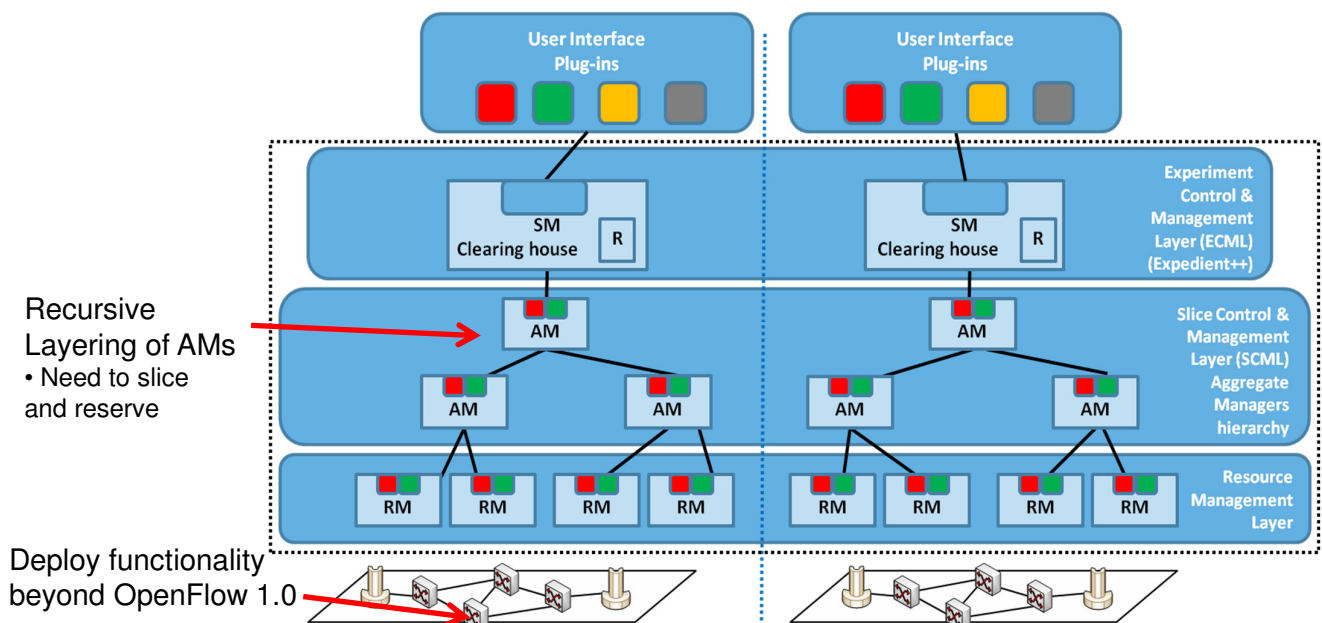 User Interface
Plug-ins
User Interface
Plug-ins
Experiment
Control &
Management
Layer (ECML)
(Expedient++)
SM
Clearing house
R
SM
Clearing house
R
Recursive
Layering of AMs
• Need to slice
and reserve
AM
AM
Slice Control &
Management
Layer (SCML)
Aggregate
Managers
hierarchy
AM
AM
AM
AM
RM
RM
RM
RM
RM
RM
RM
RM
Resource
Management
Layer
Deploy functionality
beyond OpenFlow 1.0